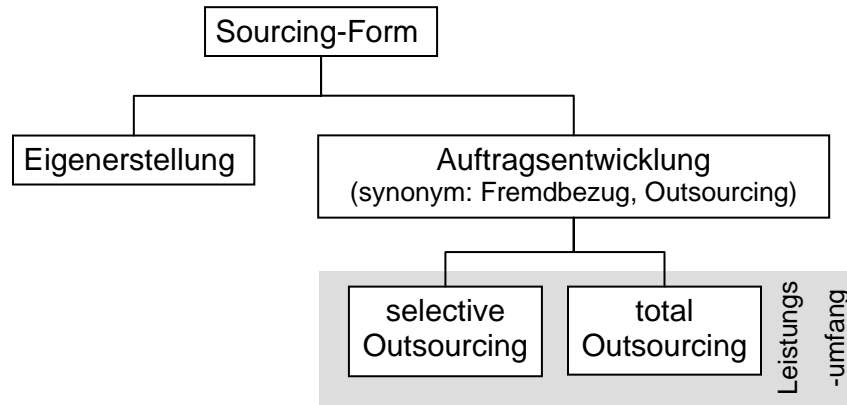 Sourcing-Form
Eigenerstellung
Auftragsentwicklung
(synonym: Fremdbezug, Outsourcing)
selective
Outsourcing
total
Outsourcing
Leistungs
-umfang